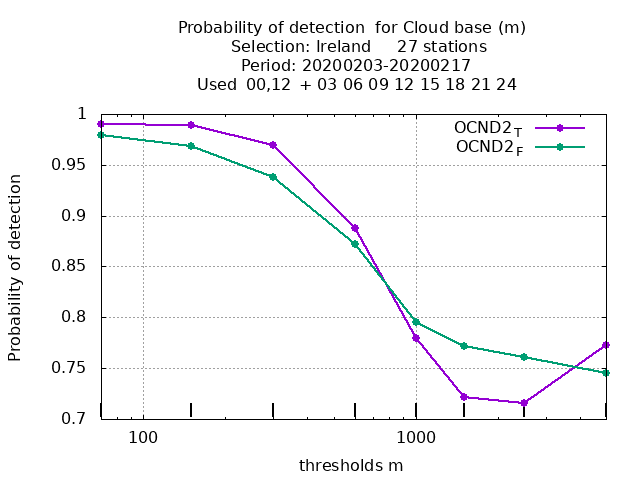 Probability of detection  for Cloud base (m)
Selection: Ireland     27 stations
Period: 20200203-20200217
Used  00,12  + 03 06 09 12 15 18 21 24
OCND2T
OCND2F
1
0.95
0.9
0.85
0.8
0.75
0.7
Probability of detection
100
1000
thresholds m